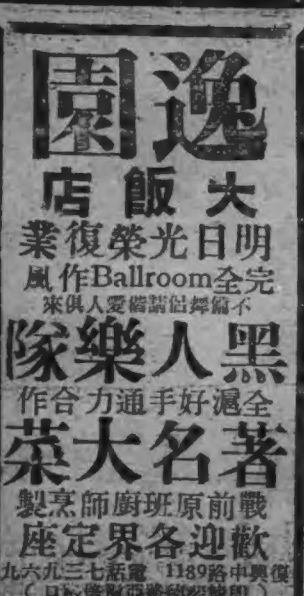 逸園
大飯店
明日光榮復業
完全Ballroom作風
不備舞侶請偕愛人俱來
黑人樂隊
全滬好手通力合作
著名大菜
戰前原班廚師烹製
歡迎各界定座
復興中路1189 電話七三九六九